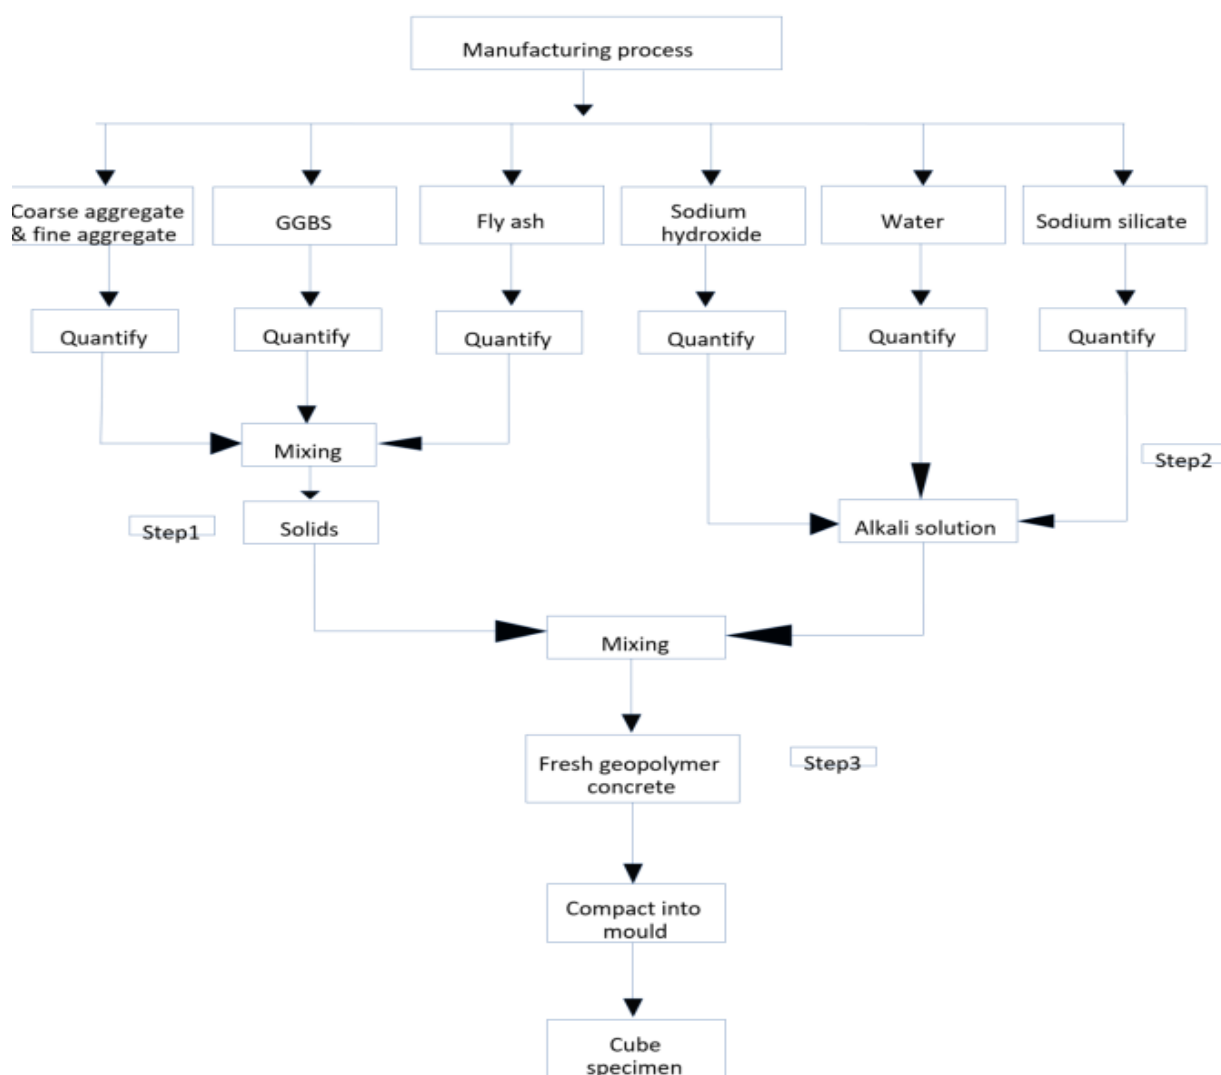 Manufacturing process
Coarse aggregate
& fine aggregate
GGBS
Fly ash
Sodium
hydroxide
Water
Sodium silicate
Quantify
Quantify
Quantify
Quantify
Quantify
Quantify
Mixing
Step2
Step1
Solids
Alkali solution
Mixing
Fresh geopolymer
concrete
Step3
Compact into
mould
Cube
specimen